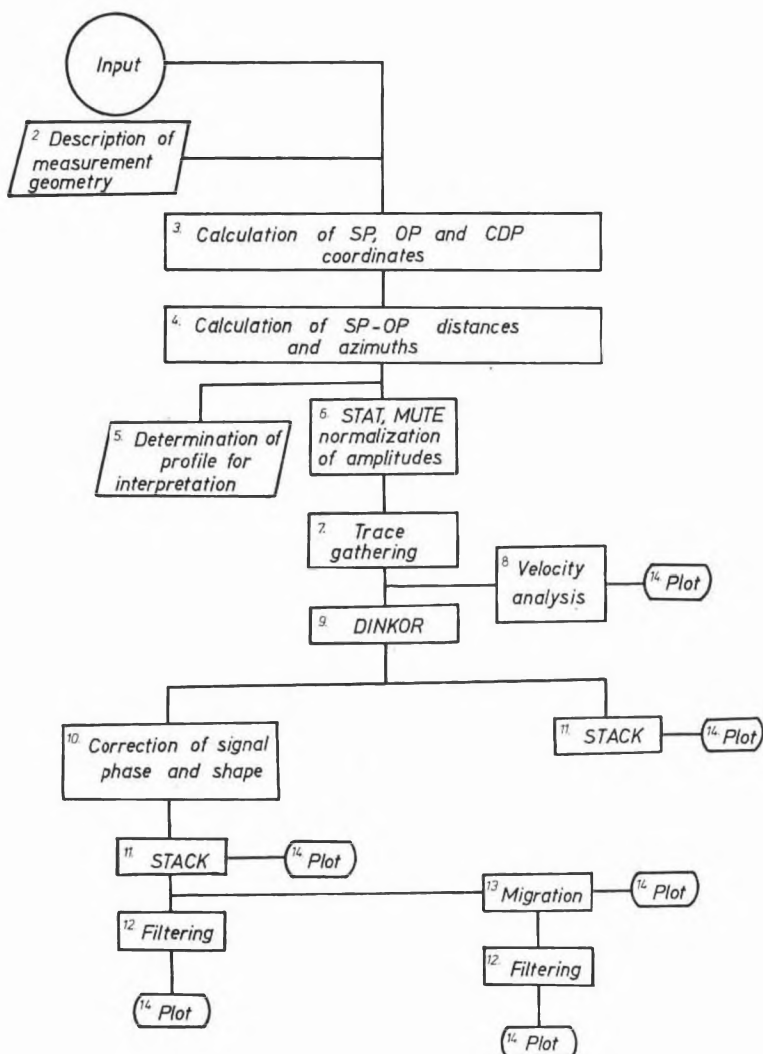 Input
2 Description of
measurement
geometry
3. Calculation of SP, OP and CDP
coordinates
4. Calculation of SP-OP distances
and azimuths
5. Determination of
profile for
interpretation
6. STAT, MUTE
normalization
of amplitudes
7. Trace
gathering
8 Velocity
analysis
14. Plot
9. DINKOR
10. Correction of signal
phase and shape
11. STACK
14. Plot
11. STACK
14 Plot
13 Migration
14 Plot
12. Filtering
12. Filtering
14 Plot
14 Plot